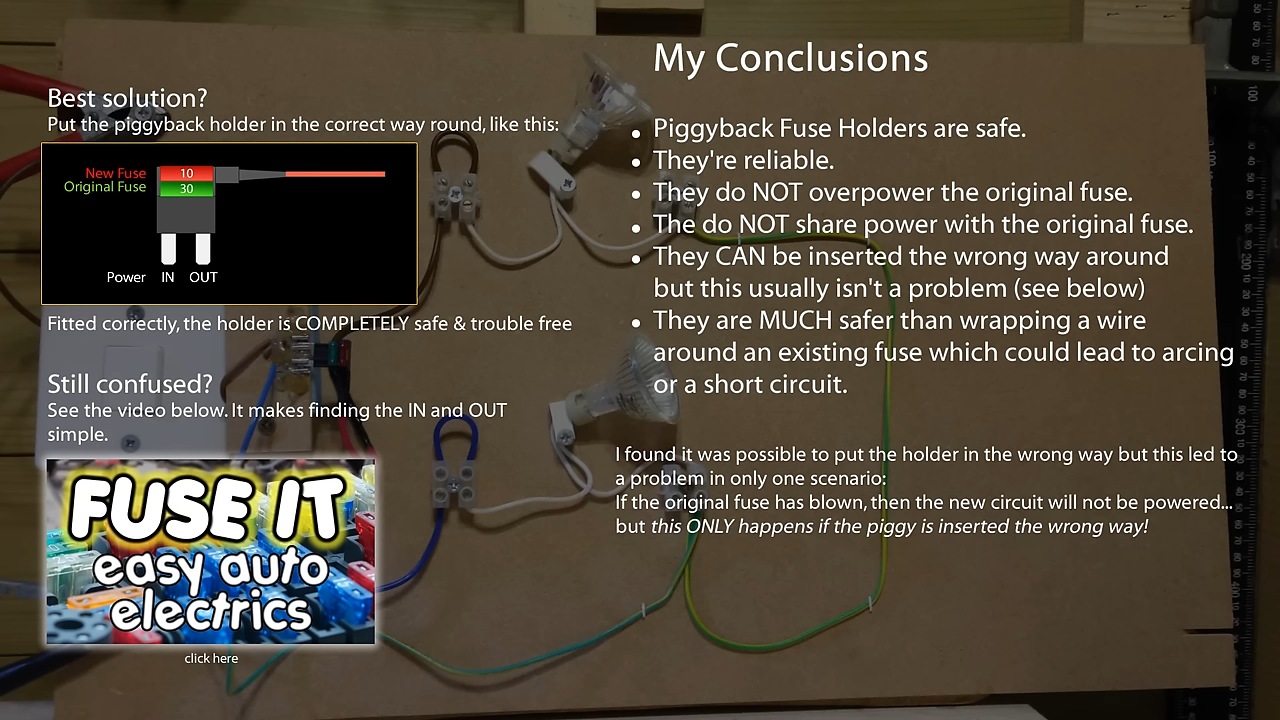 My Conclusions
Best solution?
Put the piggyback holder in the correct way round, like this:
New Fuse
Original Fuse
10
30
Power IN OUT
Fitted correctly, the holder is COMPLETELY safe & trouble free
Still confused?
See the video below. It makes finding the IN and OUT
simple.
FUSE IT
easy auto
electrics
click here
• Piggyback Fuse Holders are safe.
• They're reliable.
• They do NOT overpower the original fuse.
• The do NOT share power with the original fuse.
• They CAN be inserted the wrong way around
but this usually isn't a problem (see below)
• They are MUCH safer than wrapping a wire
around an existing fuse which could lead to arcing
or a short circuit.
I found it was possible to put the holder in the wrong way but this led to
a problem in only one scenario:
If the original fuse has blown, then the new circuit will not be powered...
but this ONLY happens if the piggy is inserted the wrong way!